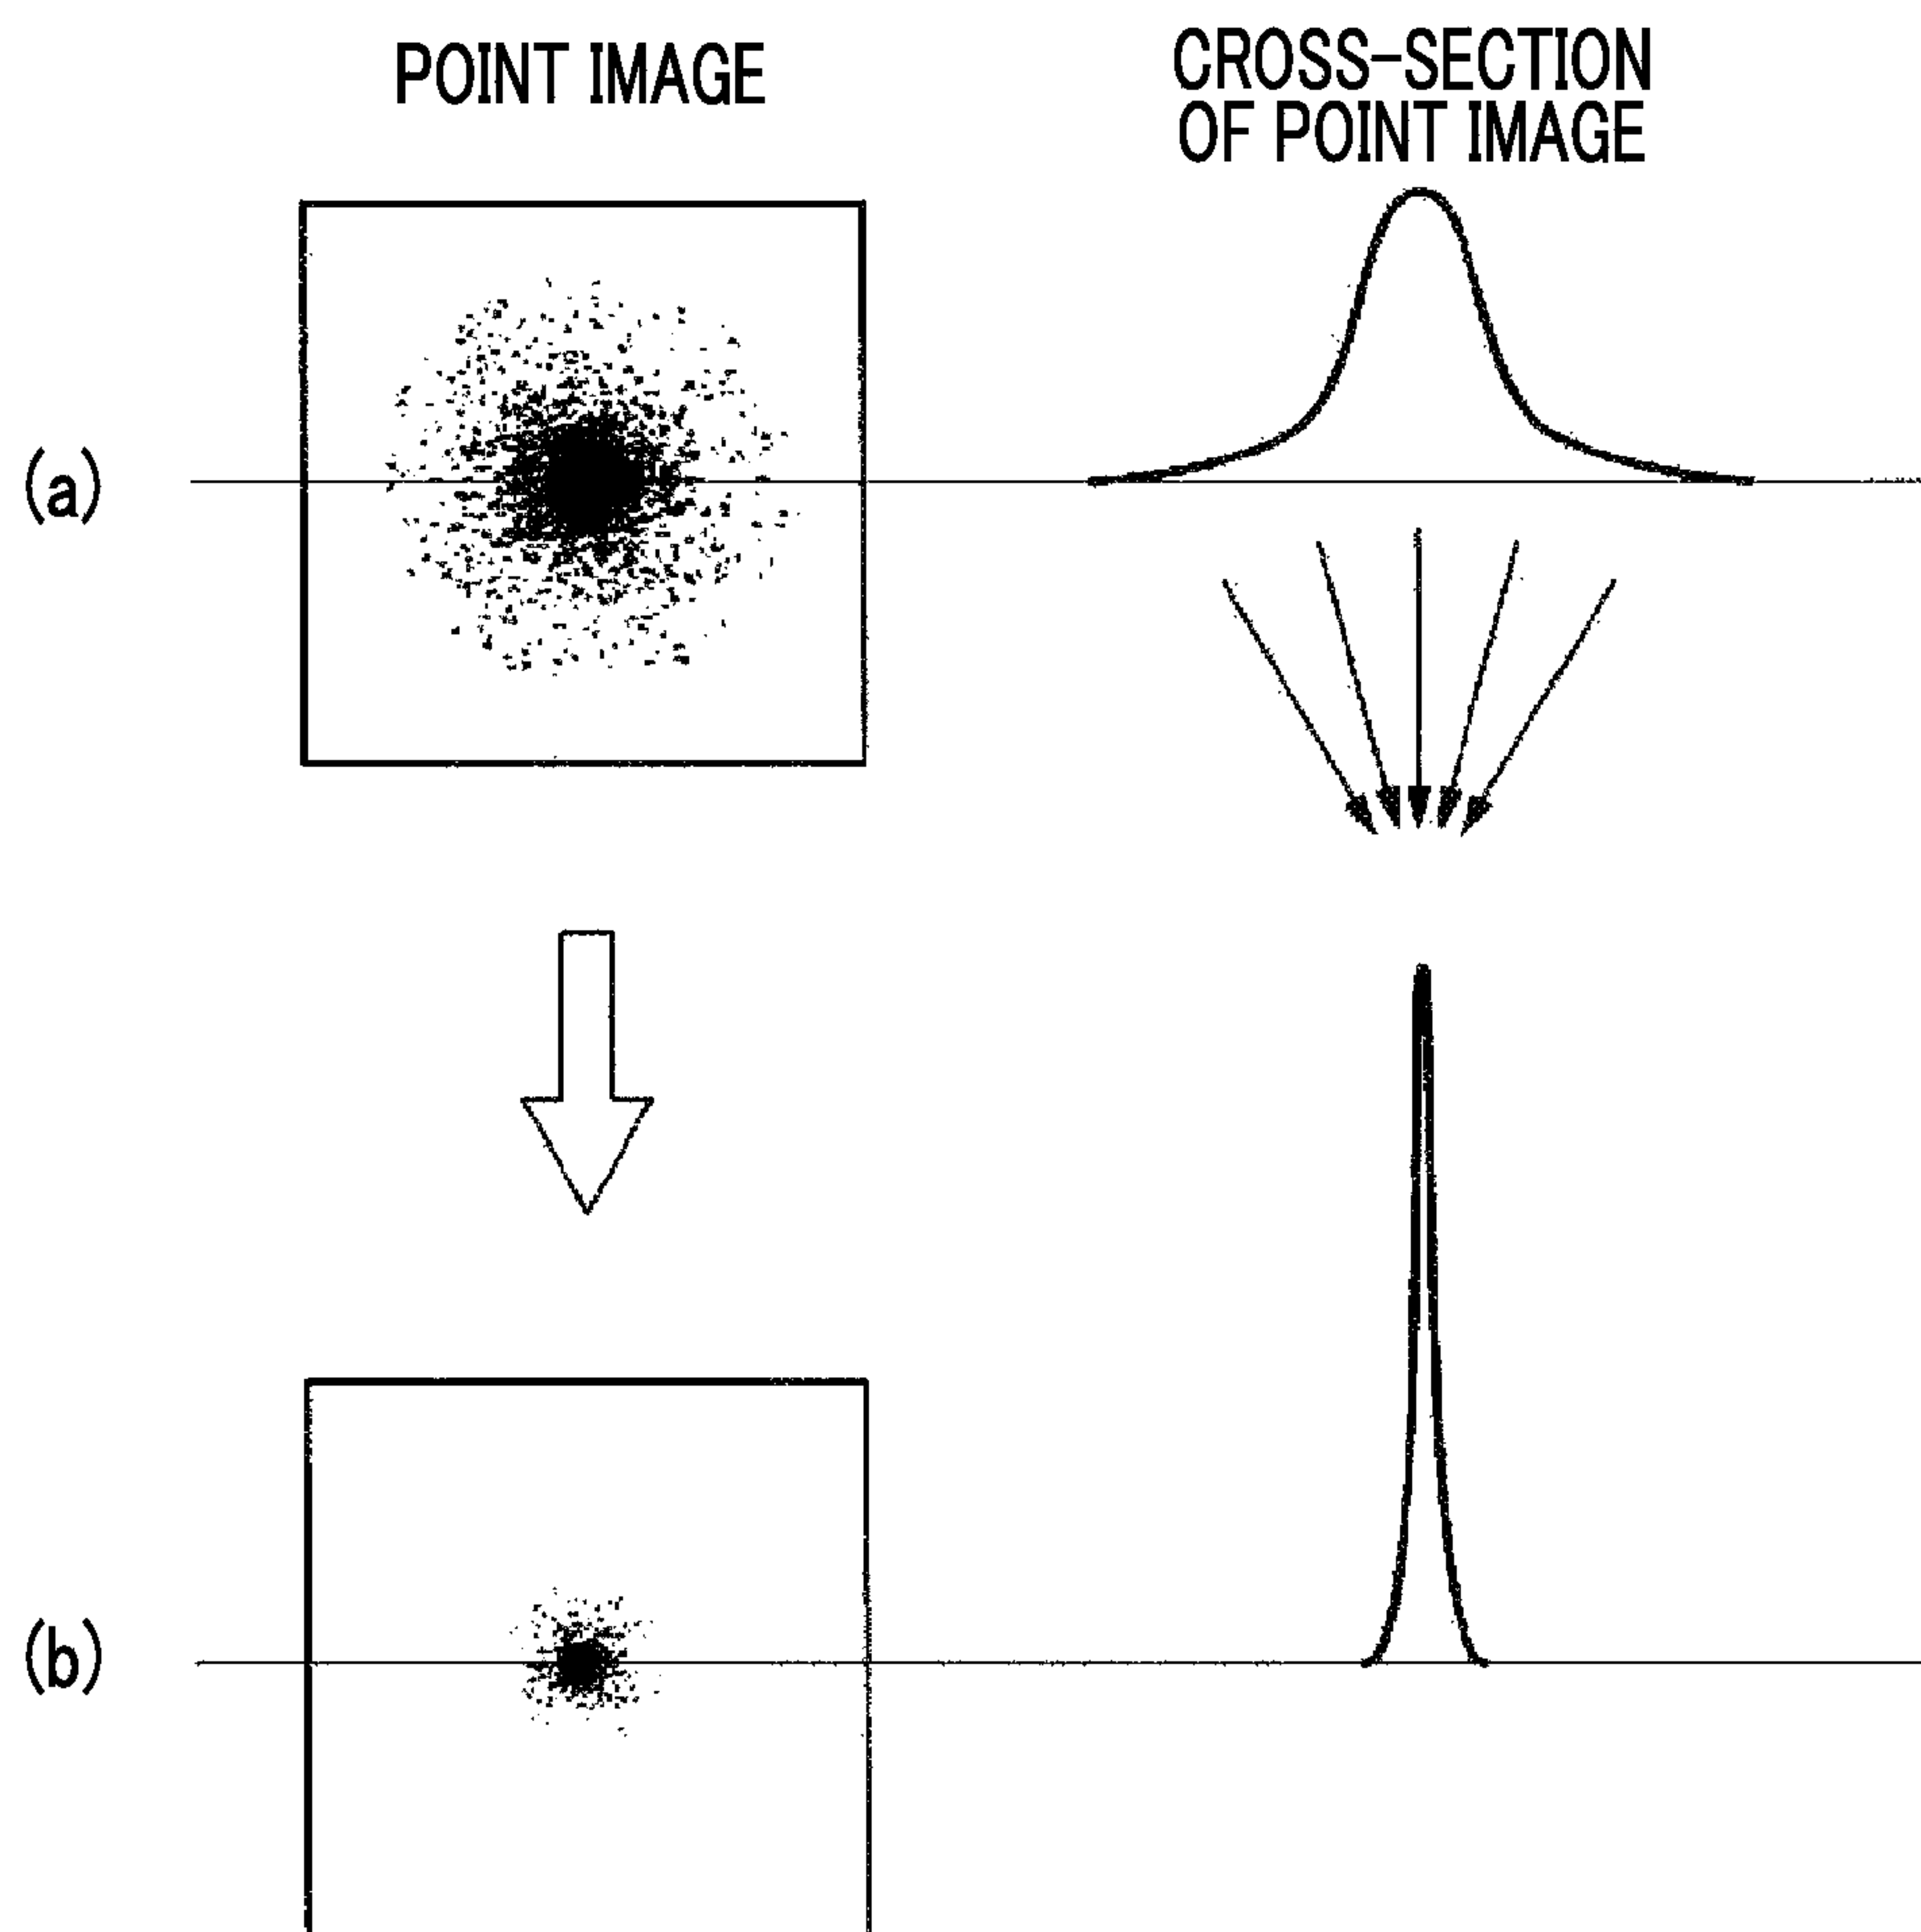 POINT IMAGE
CROSS-SECTION
OF POINT IMAGE
(a)
(b)